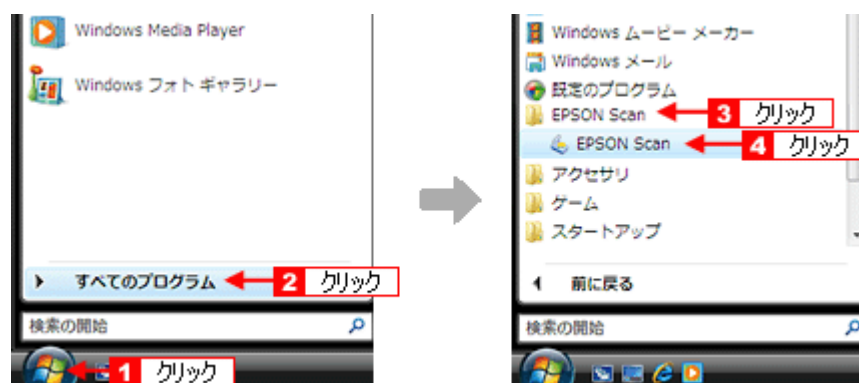 Windows Media Player
Windows フォト ギャラリー
すべてのプログラム
2 クリック
検索の開始
1 クリック
Windows ムービー メーカー
Windows メール
既定のプログラム
EPSON Scan
3 クリック
EPSON Scan
4 クリック
アクセサリ
ゲーム
スタートアップ
前に戻る
検索の開始